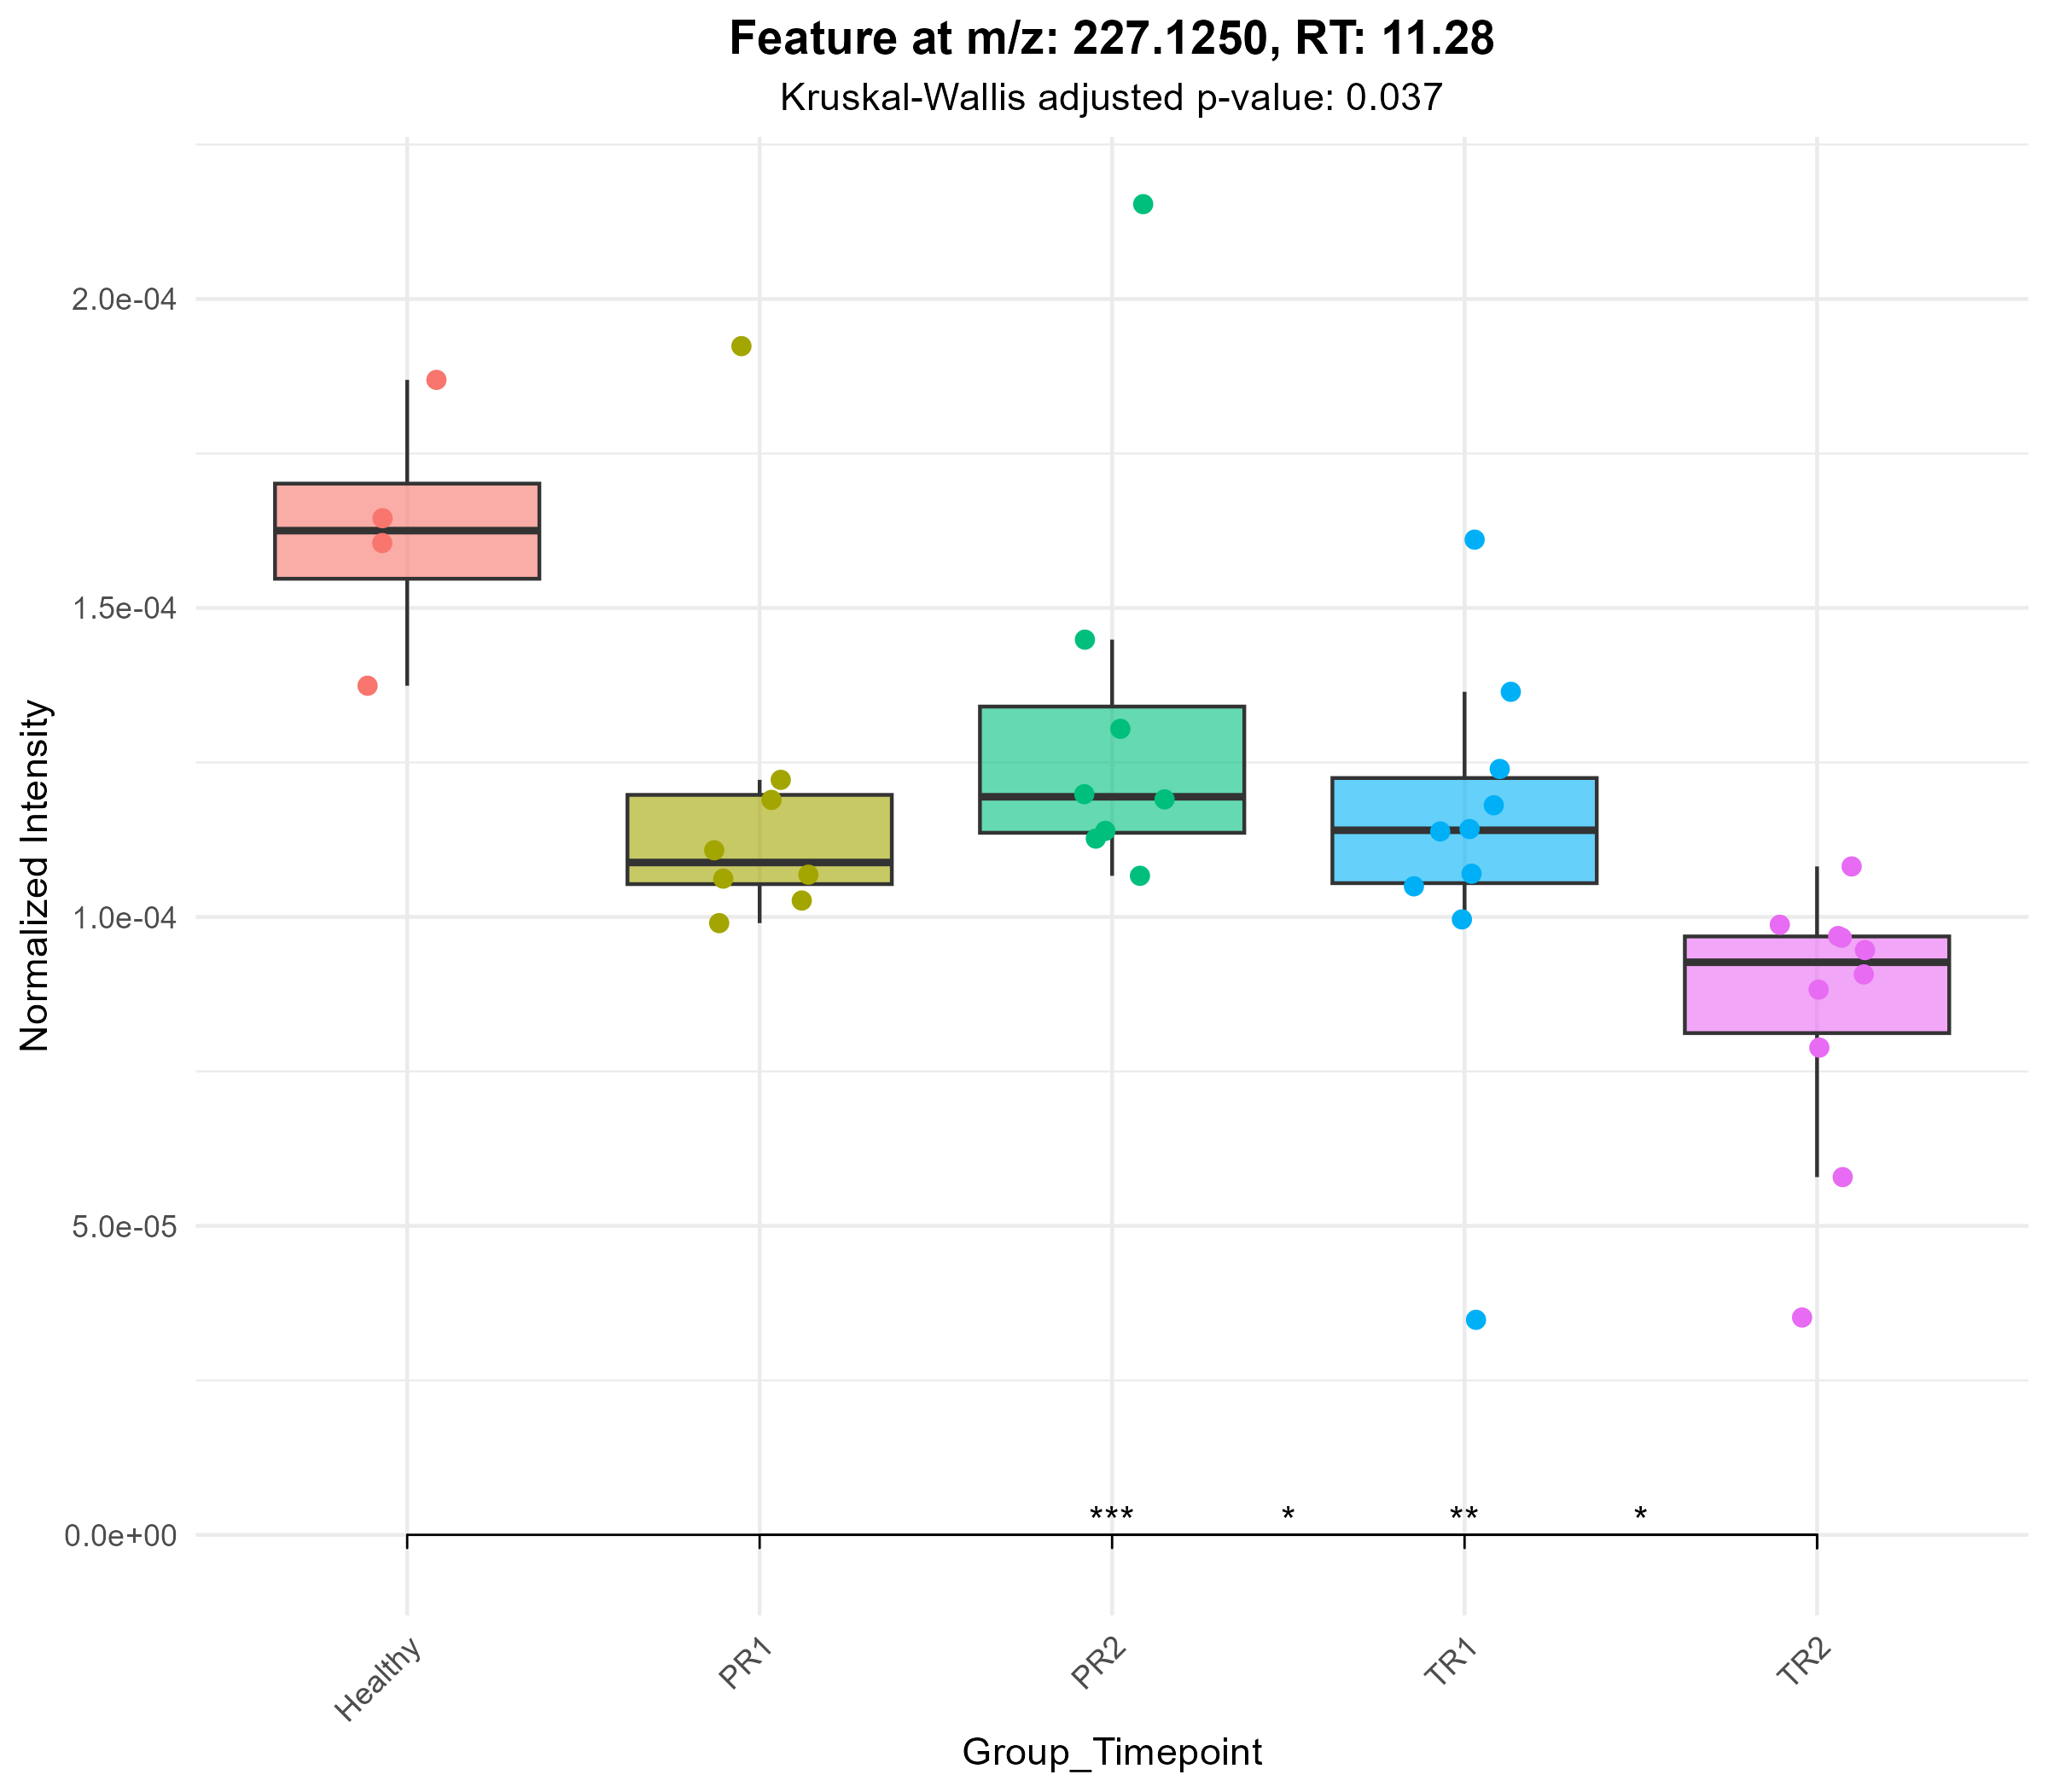 Feature at m/z: 227.1250, RT: 11.28
Kruskal-Wallis adjusted p-value: 0.037
Normalized Intensity
2.0e-04
1.5e-04
1.0e-04
5.0e-05
0.0e+00
*** * ** *
Healthy PR1 PR2 TR1 TR2
Group_Timepoint